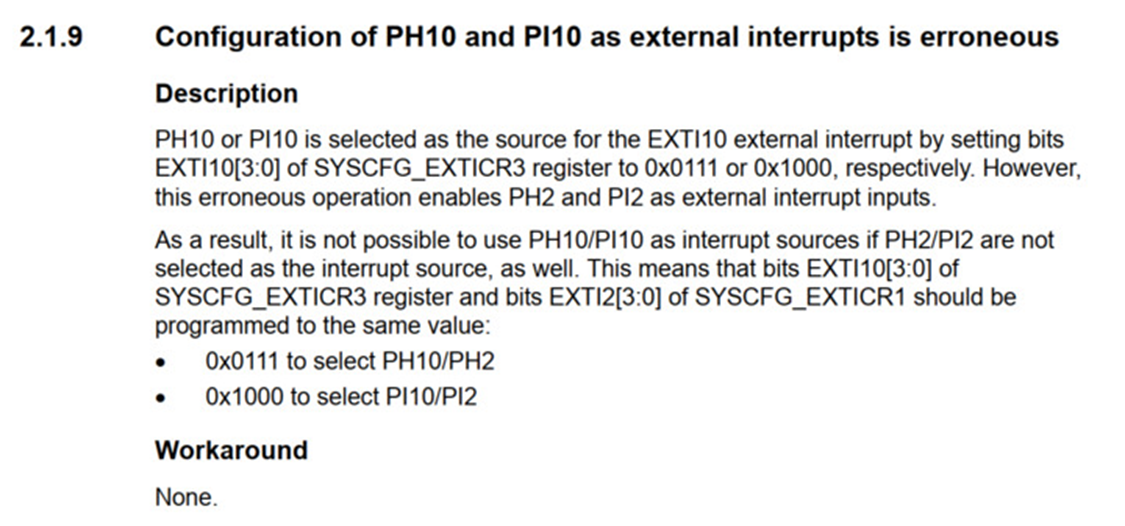 2.1.9 Configuration of PH10 and PI10 as external interrupts is erroneous
Description
PH10 or PI10 is selected as the source for the EXTI10 external interrupt by setting bits
EXTI10[3:0] of SYSCFG_EXTICR3 register to 0x0111 or 0x1000, respectively. However,
this erroneous operation enables PH2 and PI2 as external interrupt inputs.
As a result, it is not possible to use PH10/PI10 as interrupt sources if PH2/PI2 are not
selected as the interrupt source, as well. This means that bits EXTI10[3:0] of
SYSCFG_EXTICR3 register and bits EXTI2[3:0] of SYSCFG_EXTICR1 should be
programmed to the same value:
• 0x0111 to select PH10/PH2
• 0x1000 to select PI10/PI2
Workaround
None.